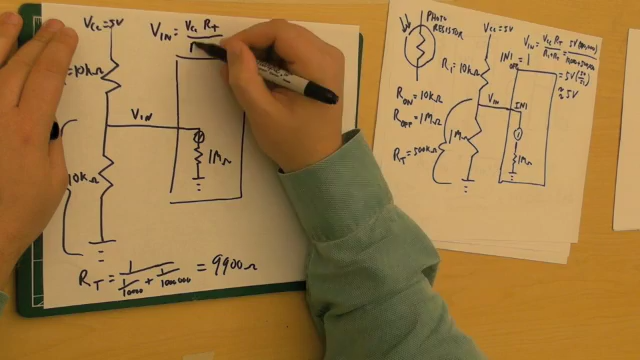 Vcc=5V
VIN = Vcc RT
10kΩ
VIN
1MΩ
10kΩ
RT = 1 / 1/10000 + 1/1000000 = 9900Ω
PHOTO
RESISTOR
Vcc=5V
R1=10kΩ
IN1
OFF = 1
VIN = Vcc RT / R1+RT
= 5V
≈ 5V
RON=10kΩ
ROFF=1MΩ
RT=500kΩ
VIN
IN1
1MΩ
1MΩ